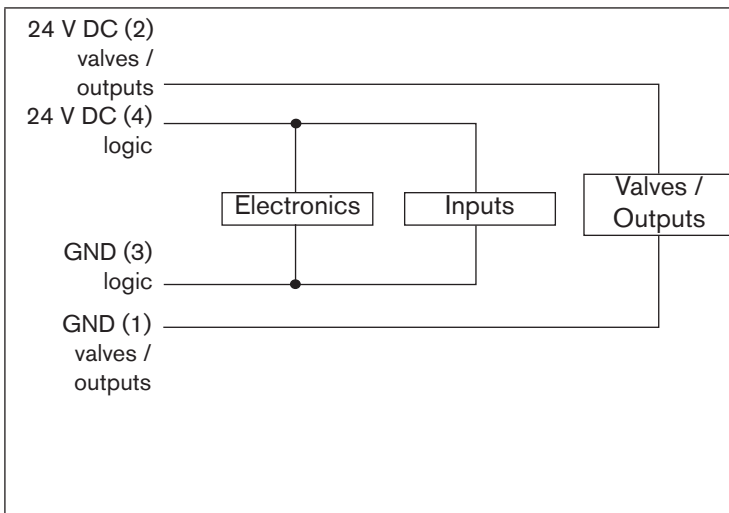 24 V DC (2)
valves /
outputs
24 V DC (4)
logic
Electronics
Inputs
Valves /
Outputs
GND (3)
logic
GND (1)
valves /
outputs